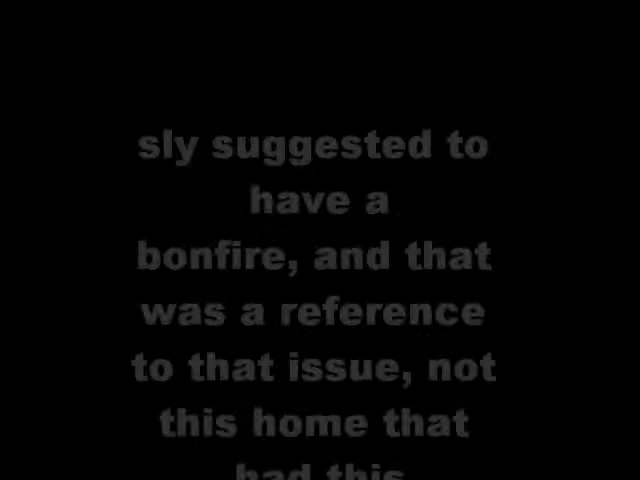 sly suggested to
have a
bonfire, and that
was a reference
to that issue, not
this home that
had this